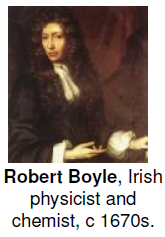 Robert Boyle, Irish
physicist and
chemist, c 1670s.